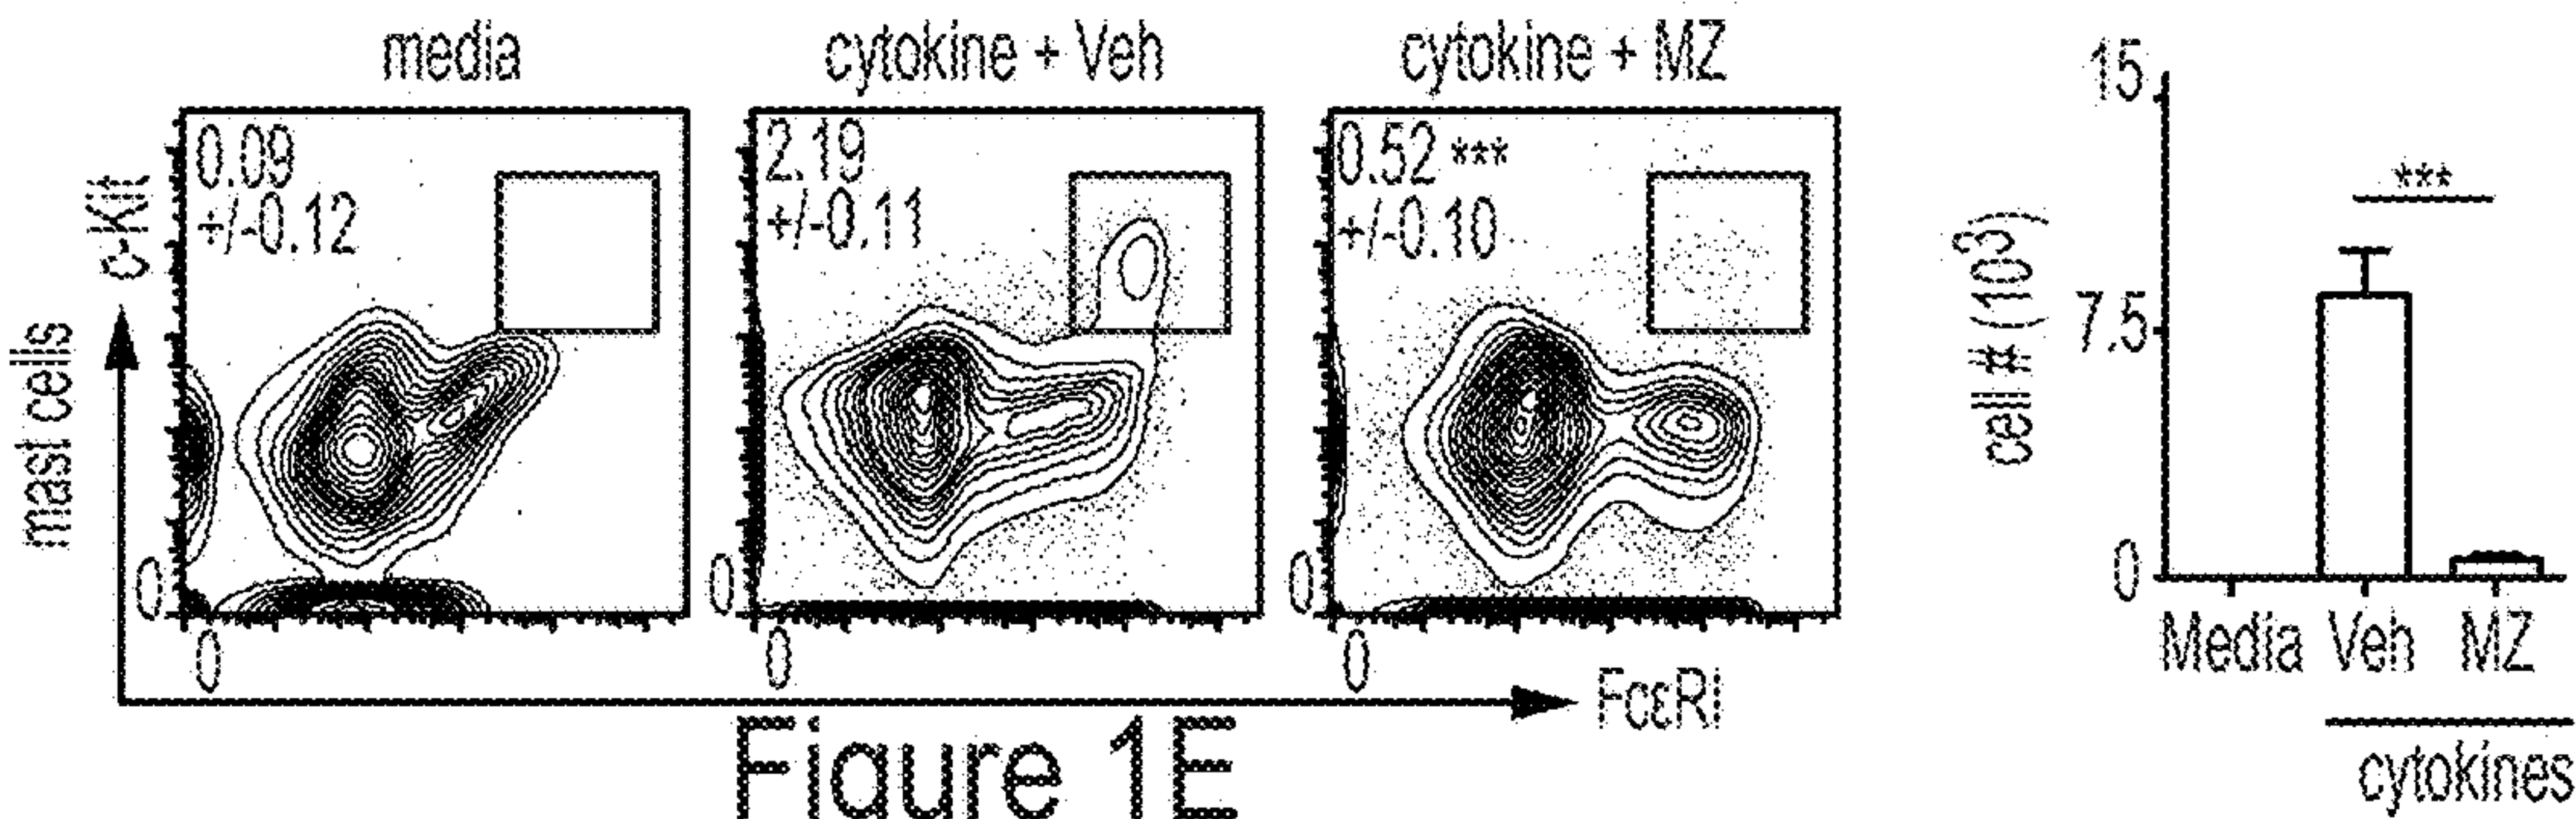 media
cytokine + Veh
cytokine + MZ
mast cells
c-Kit
0.09
+/-0.12
0
0
2.19
+/-0.11
0
0
0.52 ***
+/-0.10
0
0
FcεRI
cell # (10³)
15
7.5
0
***
Media Veh MZ
cytokines
Figure 1E